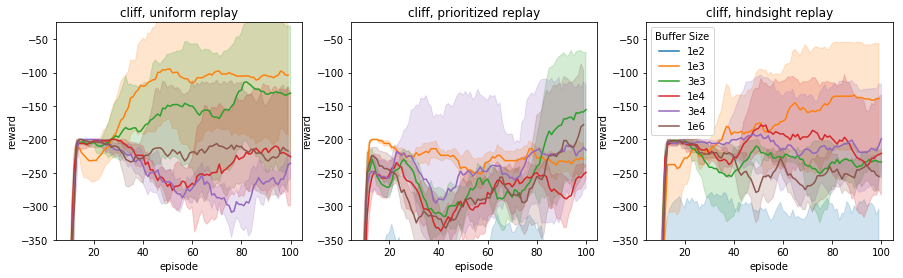 cliff, uniform replay
reward
−50
−100
−150
−200
−250
−300
−350
20
40
60
80
100
episode
cliff, prioritized replay
reward
−50
−100
−150
−200
−250
−300
−350
20
40
60
80
100
episode
cliff, hindsight replay
reward
−50
−100
−150
−200
−250
−300
−350
Buffer Size
1e2
1e3
3e3
1e4
3e4
1e6
20
40
60
80
100
episode